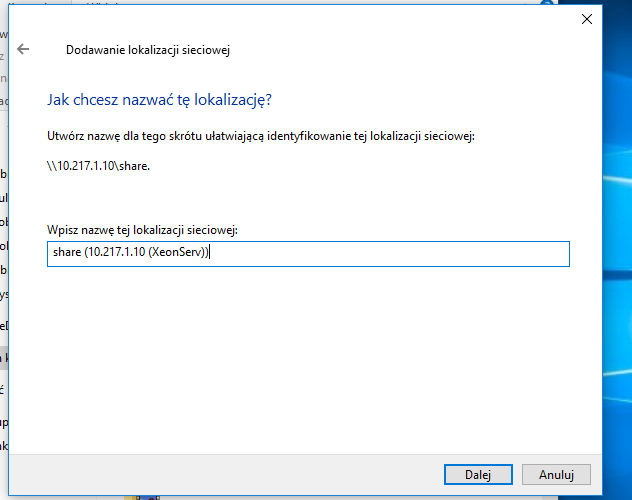 Dodawanie lokalizacji sieciowej
Jak chcesz nazwać tę lokalizację?
Utwórz nazwę dla tego skrótu ułatwiającą identyfikowanie tej lokalizacji sieciowej:
\\10.217.1.10\share.
Wpisz nazwę tej lokalizacji sieciowej:
share (10.217.1.10 (XeonServ))
Dalej
Anuluj